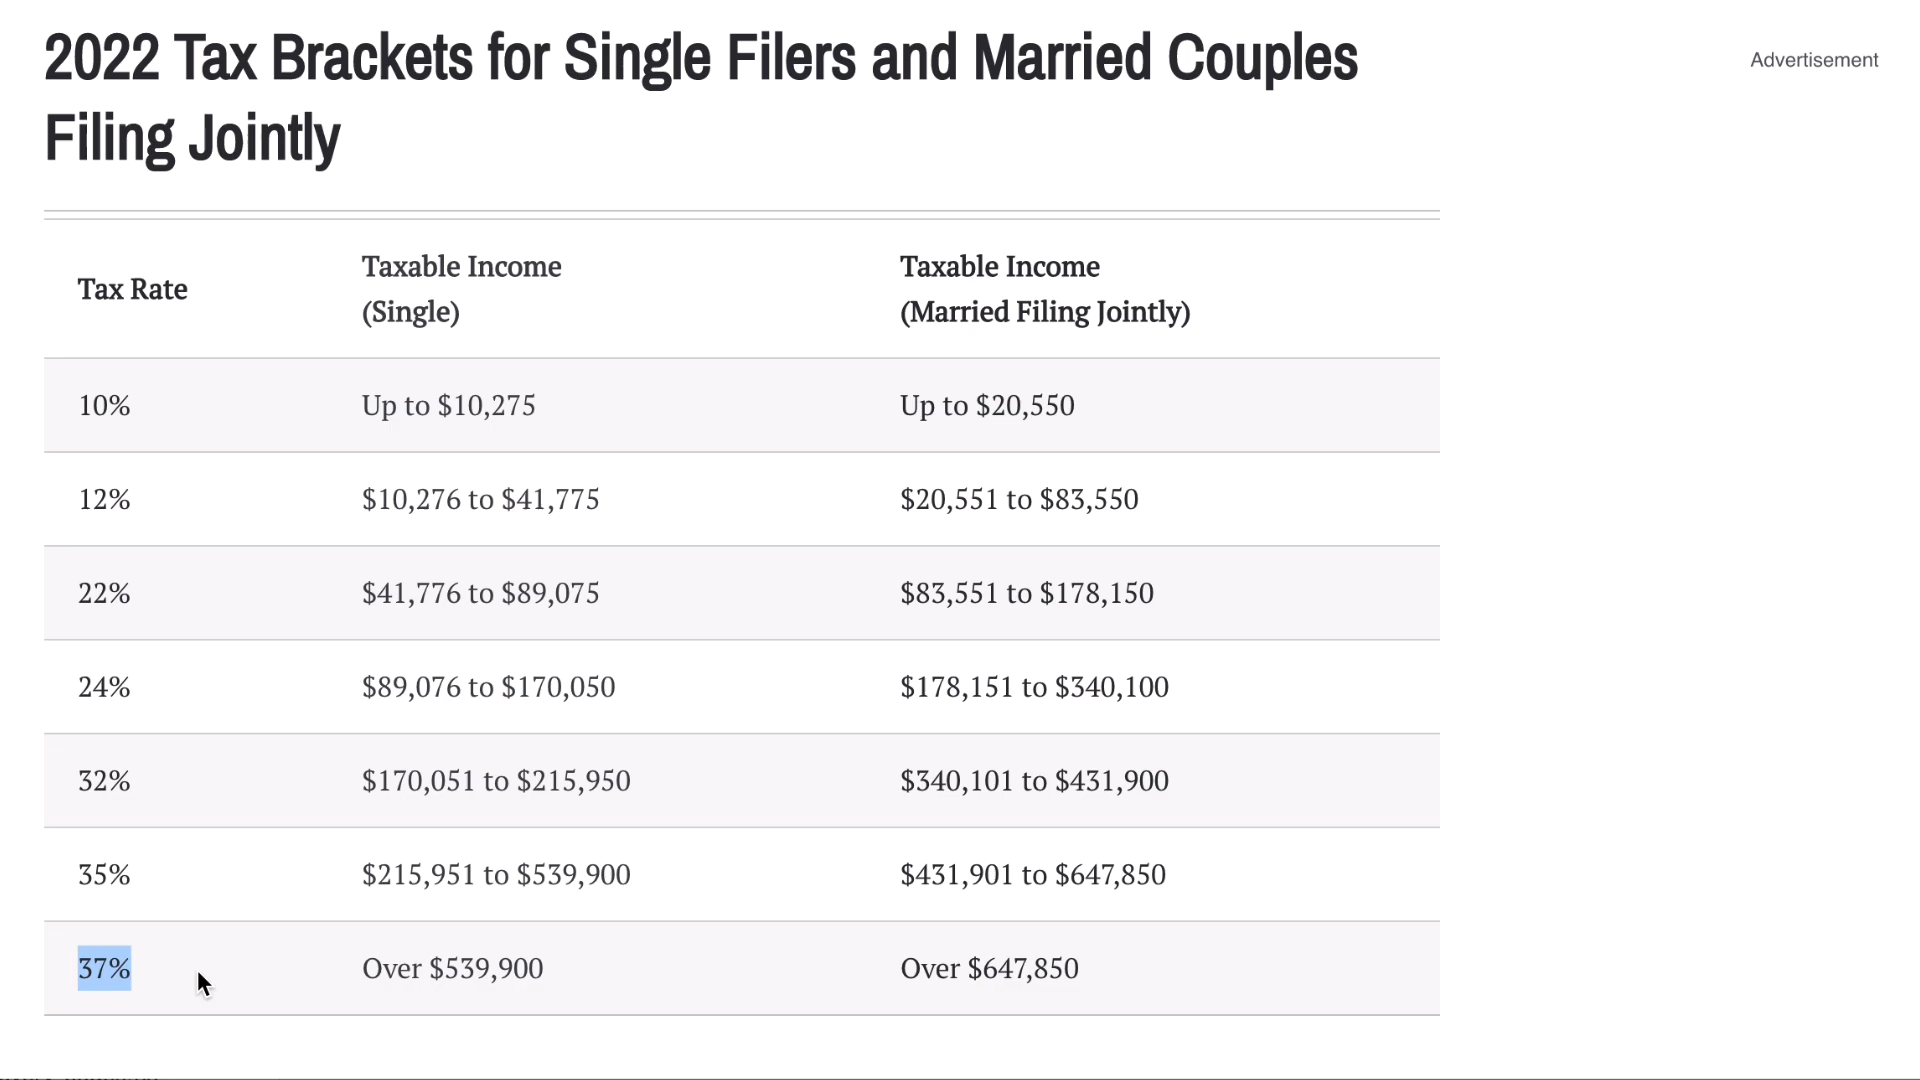 2022 Tax Brackets for Single Filers and Married Couples
Filing Jointly
Advertisement
Tax Rate
Taxable Income
(Single)
Taxable Income
(Married Filing Jointly)
10% Up to $10,275 Up to $20,550
12% $10,276 to $41,775 $20,551 to $83,550
22% $41,776 to $89,075 $83,551 to $178,150
24% $89,076 to $170,050 $178,151 to $340,100
32% $170,051 to $215,950 $340,101 to $431,900
35% $215,951 to $539,900 $431,901 to $647,850
37% Over $539,900 Over $647,850